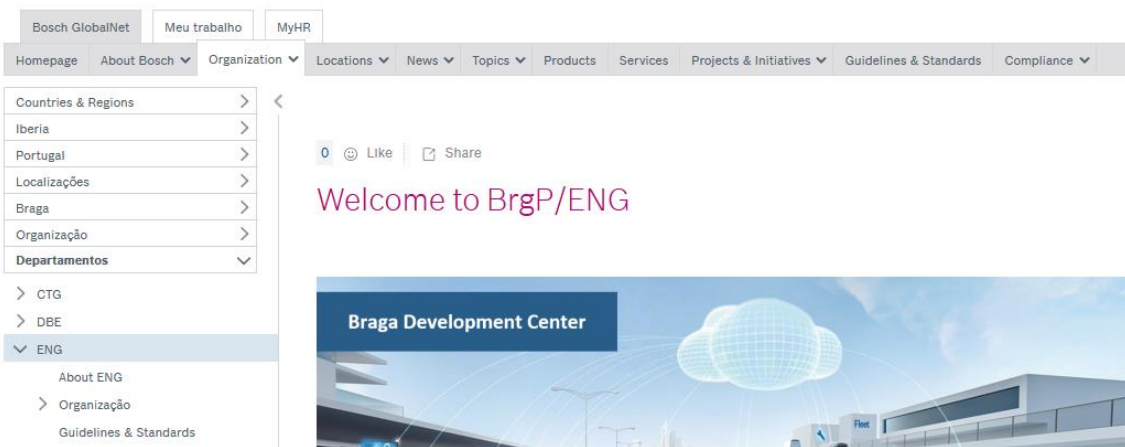 Bosch GlobalNet Meu trabalho MyHR
Homepage About Bosch Organization Locations News Topics Products Services Projects & Initiatives Guidelines & Standards Compliance
Countries & Regions
Iberia
Portugal
Localizações
Braga
Organização
Departamentos
CTG
DBE
ENG
About ENG
Organização
Guidelines & Standards
0 Like Share
Welcome to BrgP/ENG
Braga Development Center
Fleet